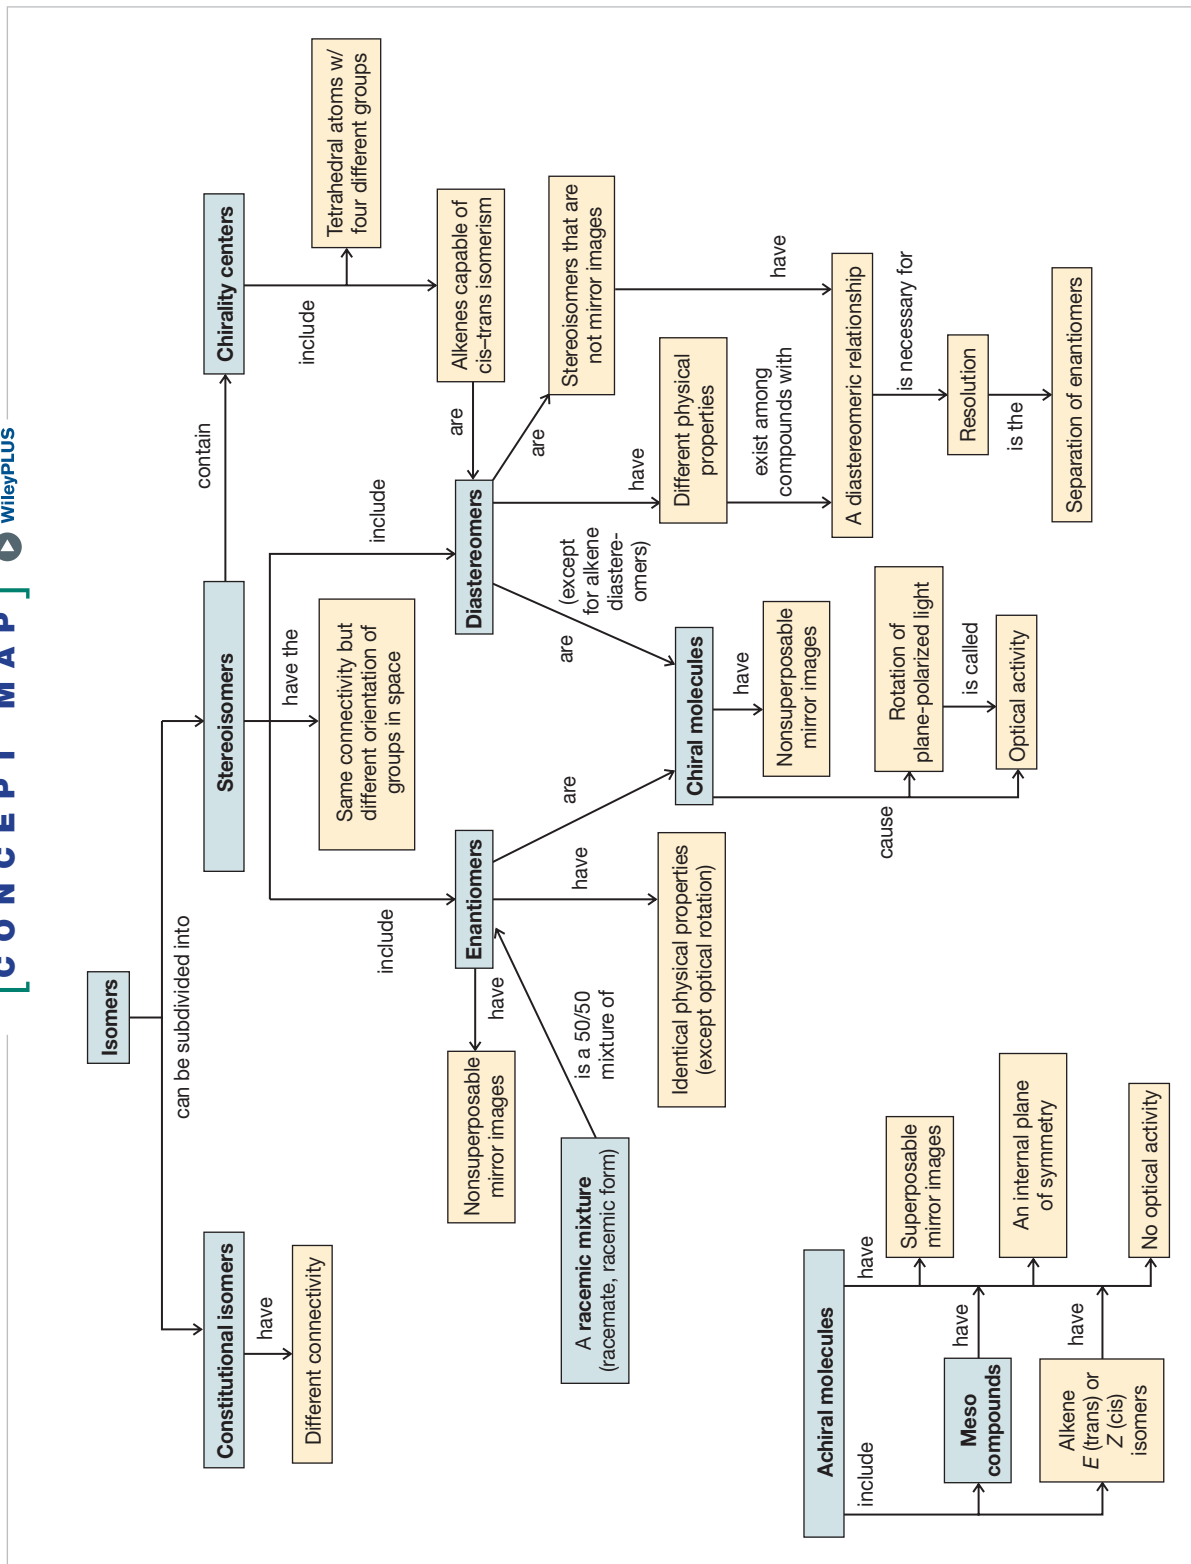 [ CONCEPT MAP ] WileyPLUS
Isomers
can be subdivided into
Constitutional isomers
have
Different connectivity
Stereoisomers
have the
Same connectivity but
different orientation of
groups in space
contain
Chirality centers
include
Tetrahedral atoms w/
four different groups
Alkenes capable of
cis–trans isomerism
are
include
include
Enantiomers
have
Nonsuperposable
mirror images
A racemic mixture
(racemate, racemic form)
is a 50/50
mixture of
have
Identical physical properties
(except optical rotation)
are
Diastereomers
are
Stereoisomers that are
not mirror images
have
have
Different physical
properties
exist among
compounds with
A diastereomeric relationship
is necessary for
Resolution
is the
Separation of enantiomers
are
(except
for alkene
diastere-
omers)
Chiral molecules
have
Nonsuperposable
mirror images
cause
Rotation of
plane-polarized light
is called
Optical activity
Achiral molecules
include
have
Superposable
mirror images
An internal plane
of symmetry
No optical activity
Meso
compounds
have
Alkene
E (trans) or
Z (cis)
isomers
have